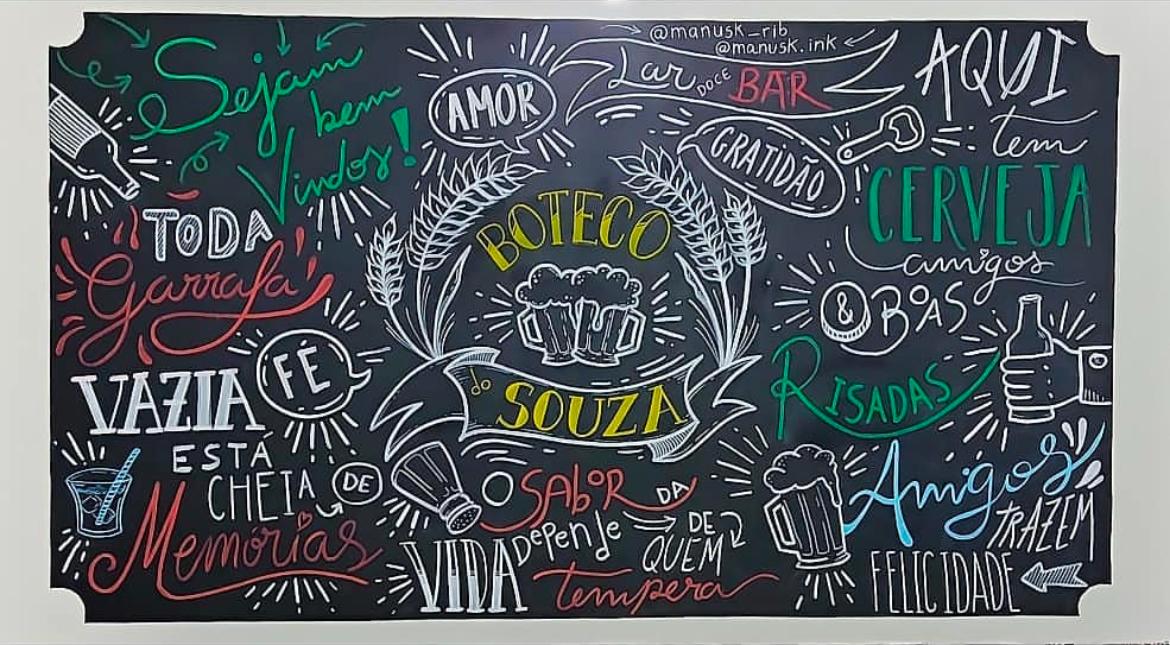 Sejam
bem
Vindos!
TODA
Garrafa
VAZIA
ESTÁ
CHEIA DE
Memórias
FÉ
AMOR
@manusk_rib
@manusk.ink
Lar DOCE BAR
GRATIDÃO
BOTECO
do
SOUZA
O SABOR DA
VIDA DEPENDE DE
QUEM
tempera
AQUI
tem
CERVEJA
amigos
& BOAS
RISADAS
Amigos
TRAZEM
FELICIDADE